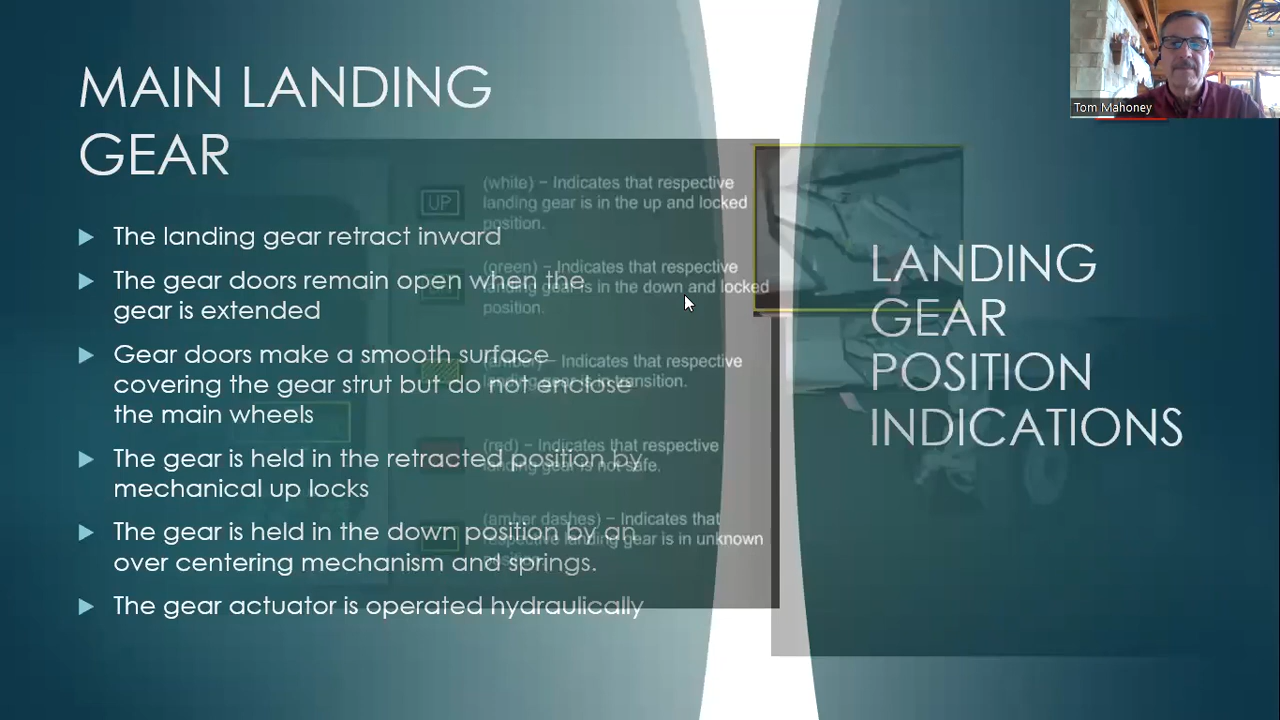 Tom Mahoney
MAIN LANDING
GEAR
The landing gear retract inward
The gear doors remain open when the
gear is extended
Gear doors make a smooth surface
covering the gear strut but do not enclose
the main wheels
The gear is held in the retracted position by
mechanical up locks
The gear is held in the down position by an
over centering mechanism and springs.
The gear actuator is operated hydraulically
UP
(white) – Indicates that respective
landing gear is in the up and locked
position.
(green) – Indicates that respective
landing gear is in the down and locked
position.
(amber) – Indicates that respective
landing gear is in transition.
(red) – Indicates that respective
landing gear is not safe.
(amber dashes) – Indicates that
respective landing gear is in unknown
position.
LANDING
GEAR
POSITION
INDICATIONS